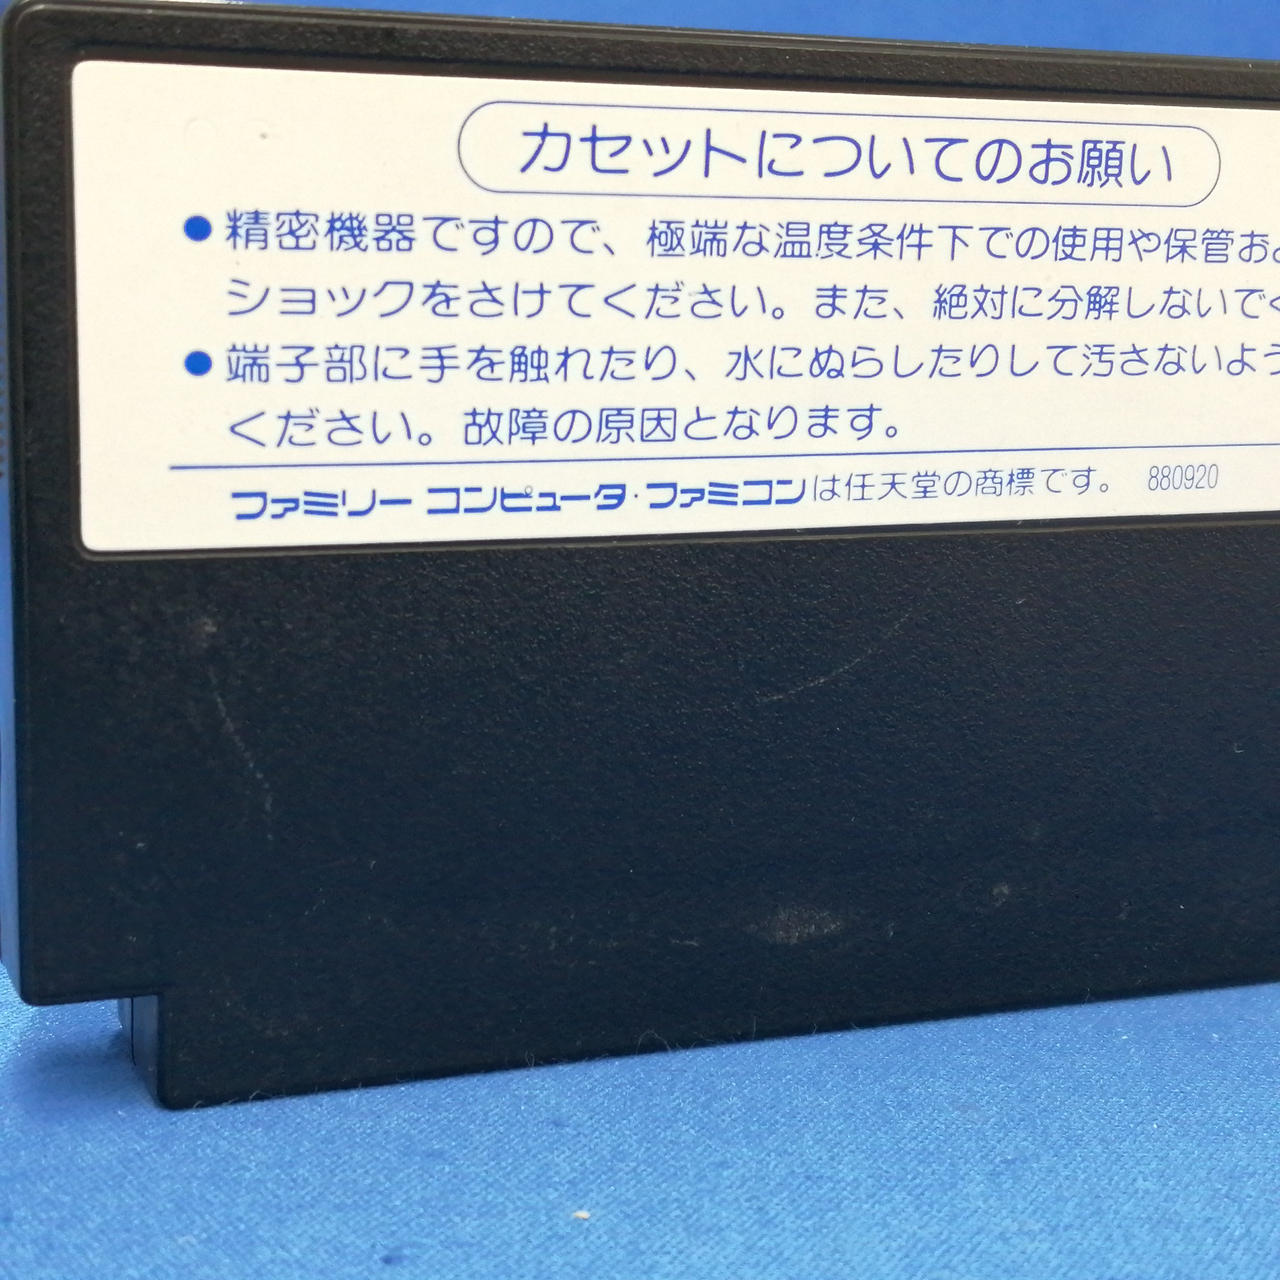 カセットについてのお願い
●精密機器ですので、極端な温度条件下での使用や保管およ
ショックをさけてください。また、絶対に分解しないでく
●端子部に手を触れたり、水にぬらしたりして汚さないよう
ください。故障の原因となります。
ファミリー コンピュータ・ファミコンは任天堂の商標です。 880920